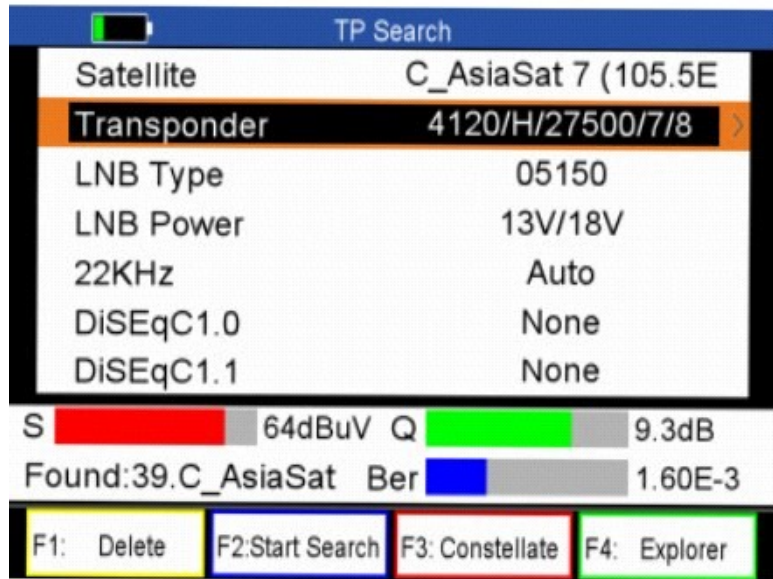 TP Search
Satellite C_AsiaSat 7 (105.5E
Transponder 4120/H/27500/7/8 >
LNB Type 05150
LNB Power 13V/18V
22KHz Auto
DiSEqC1.0 None
DiSEqC1.1 None
S 64dBuV Q 9.3dB
Found:39.C_AsiaSat Ber 1.60E-3
F1: Delete F2:Start Search F3: Constellate F4: Explorer